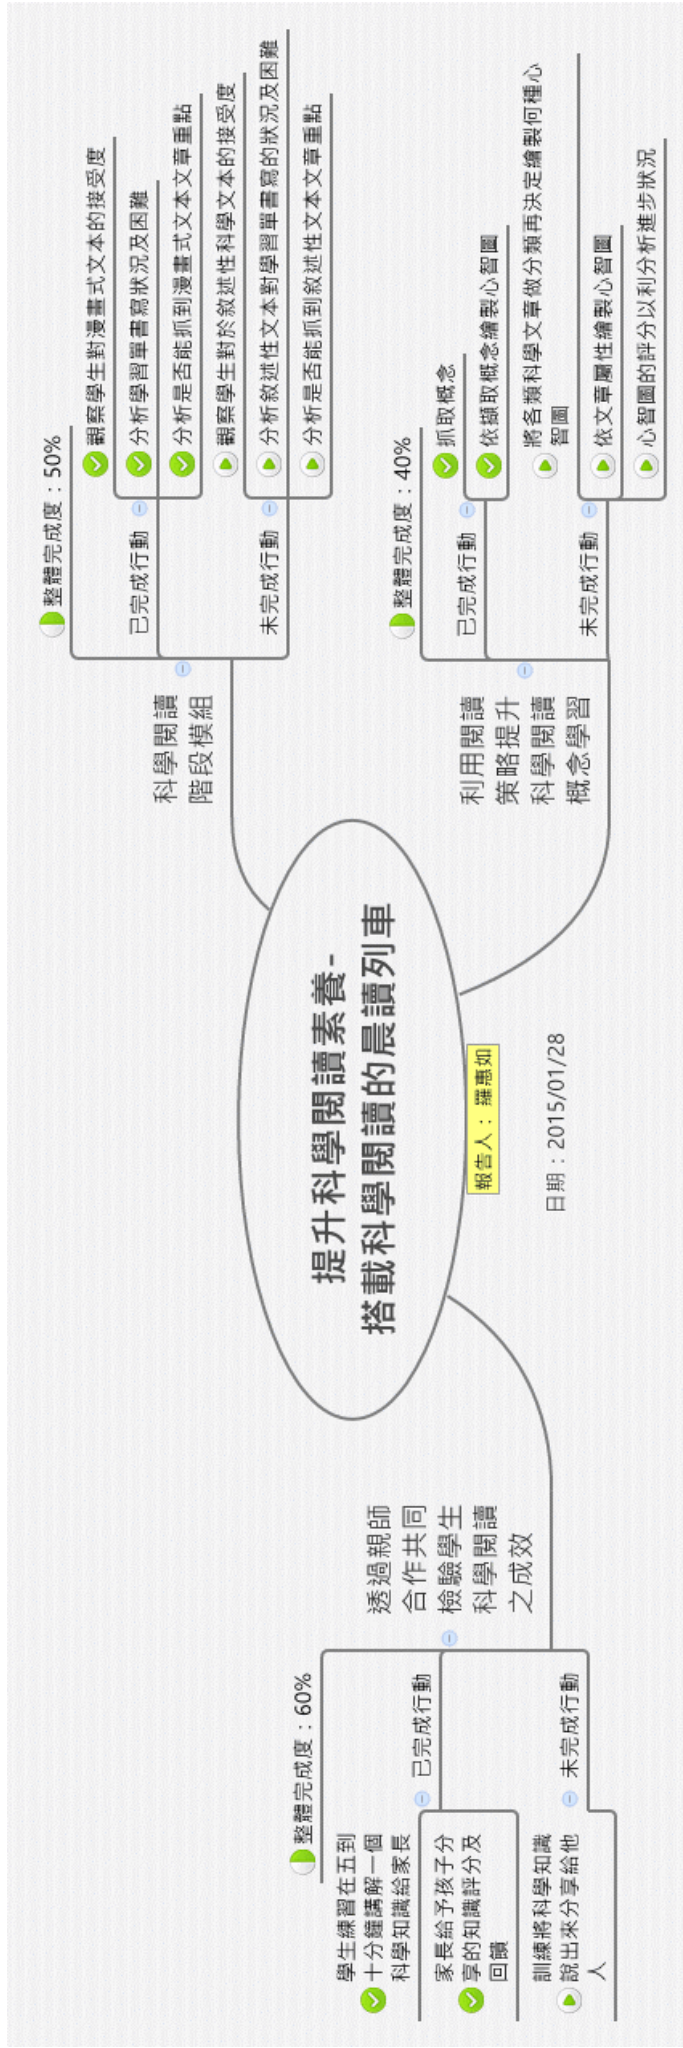 提升科學閱讀素養-
搭載科學閱讀的晨讀列車
報告人：羅惠如
日期：2015/01/28
科學閱讀
階段模組
整體完成度：50%
已完成行動
觀察學生對漫畫式文本的接受度
分析學習單書寫狀況及困難
分析是否能抓到漫畫式文本文章重點
未完成行動
觀察學生對於敘述性科學文本的接受度
分析敘述性文本對學習單書寫的狀況及困難
分析是否能抓到敘述性文本文章重點
利用閱讀
策略提升
科學閱讀
概念學習
整體完成度：40%
已完成行動
抓取概念
依擷取概念繪製心智圖
未完成行動
將各類科學文章做分類再決定繪製何種心
智圖
依文章屬性繪製心智圖
心智圖的評分以利分析進步狀況
透過親師
合作共同
檢驗學生
科學閱讀
之成效
整體完成度：60%
已完成行動
學生練習在五到
十分鐘講解一個
科學知識給家長
家長給予孩子分
享的知識評分及
回饋
未完成行動
訓練將科學知識
說出來分享給他
人